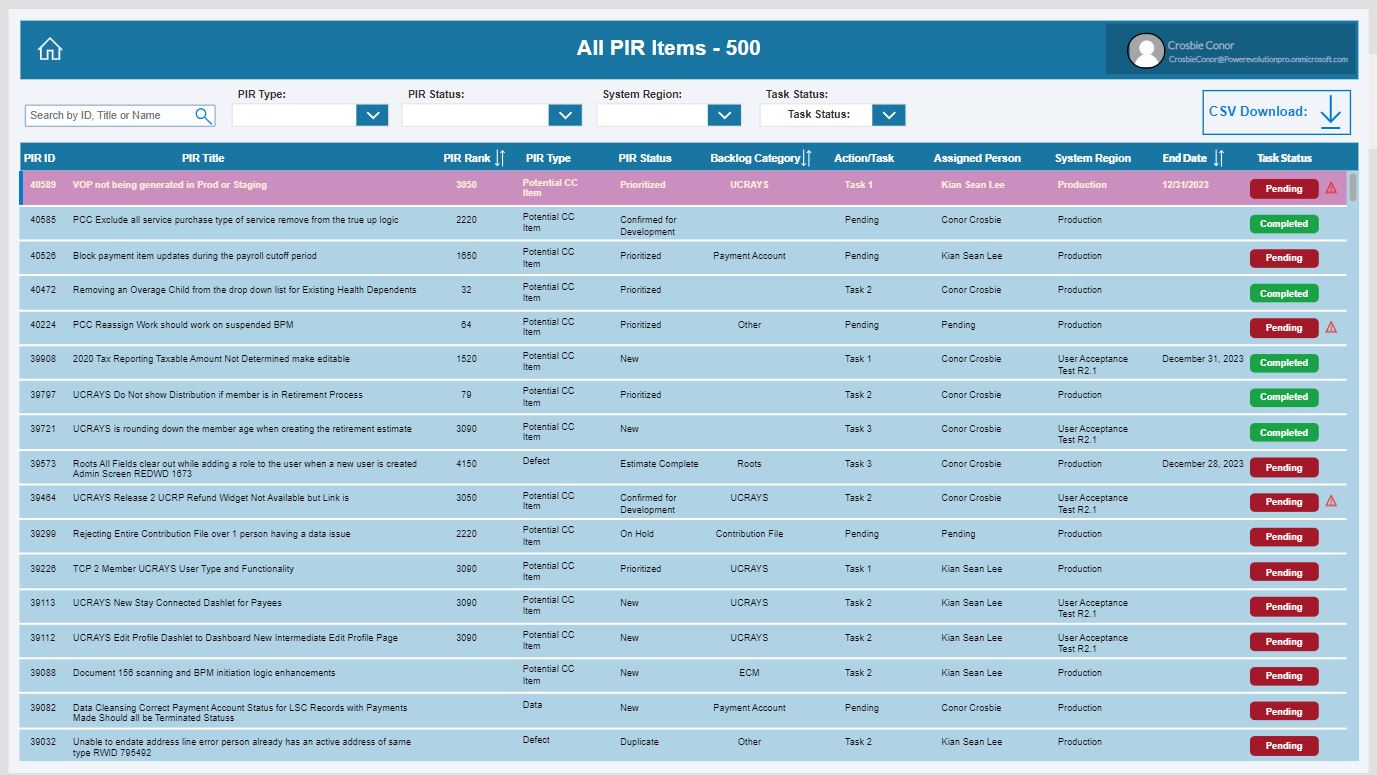 All PIR Items - 500
Crosbie Conor
CrosbieConor@Powerevolutionpro.onmicrosoft.com
PIR Type: PIR Status: System Region: Task Status:
Search by ID, Title or Name Task Status: CSV Download:
PIR ID PIR Title PIR Rank PIR Type PIR Status Backlog Category Action/Task Assigned Person System Region End Date Task Status
40589 VOP not being generated in Prod or Staging 3050 Potential CC Prioritized UCRAYS Task 1 Kian Sean Lee Production 12/31/2023 Pending
Item
40585 PCC Exclude all service purchase type of service remove from the true up logic 2220 Potential CC Confirmed for Pending Conor Crosbie Production Completed
Item Development
40526 Block payment item updates during the payroll cutoff period 1650 Potential CC Prioritized Payment Account Pending Kian Sean Lee Production Pending
Item
40472 Removing an Overage Child from the drop down list for Existing Health Dependents 32 Potential CC Prioritized Task 2 Conor Crosbie Production Completed
Item
40224 PCC Reassign Work should work on suspended BPM 64 Potential CC Prioritized Other Pending Pending Production Pending
Item
39908 2020 Tax Reporting Taxable Amount Not Determined make editable 1520 Potential CC New Task 1 Conor Crosbie User Acceptance December 31, 2023 Completed
Item Test R2.1
39797 UCRAYS Do Not show Distribution if member is in Retirement Process 79 Potential CC Prioritized Task 2 Conor Crosbie Production Completed
Item
39721 UCRAYS is rounding down the member age when creating the retirement estimate 3090 Potential CC New Task 3 Conor Crosbie User Acceptance Completed
Item Test R2.1
39573 Roots All Fields clear out while adding a role to the user when a new user is created 4150 Defect Estimate Complete Roots Task 3 Conor Crosbie Production December 28, 2023 Pending
Admin Screen REDWD 1673
39464 UCRAYS Release 2 UCRP Refund Widget Not Available but Link is 3050 Potential CC Confirmed for UCRAYS Task 2 Conor Crosbie User Acceptance Pending
Item Development Test R2.1
39299 Rejecting Entire Contribution File over 1 person having a data issue 2220 Potential CC On Hold Contribution File Pending Pending Production Pending
Item
39226 TCP 2 Member UCRAYS User Type and Functionality 3090 Potential CC Prioritized UCRAYS Task 1 Kian Sean Lee Production Pending
Item
39113 UCRAYS New Stay Connected Dashlet for Payees 3090 Potential CC New UCRAYS Task 2 Kian Sean Lee User Acceptance Pending
Item Test R2.1
39112 UCRAYS Edit Profile Dashlet to Dashboard New Intermediate Edit Profile Page 3090 Potential CC New UCRAYS Task 2 Kian Sean Lee User Acceptance Pending
Item Test R2.1
39088 Document 156 scanning and BPM initiation logic enhancements Potential CC New ECM Task 2 Kian Sean Lee Production Pending
Item
39082 Data Cleansing Correct Payment Account Status for LSC Records with Payments Data New Payment Account Pending Conor Crosbie Production Pending
Made Should all be Terminated Statuss
39032 Unable to endate address line error person already has an active address of same Defect Duplicate Other Task 2 Kian Sean Lee Production Pending
type RWID 795492